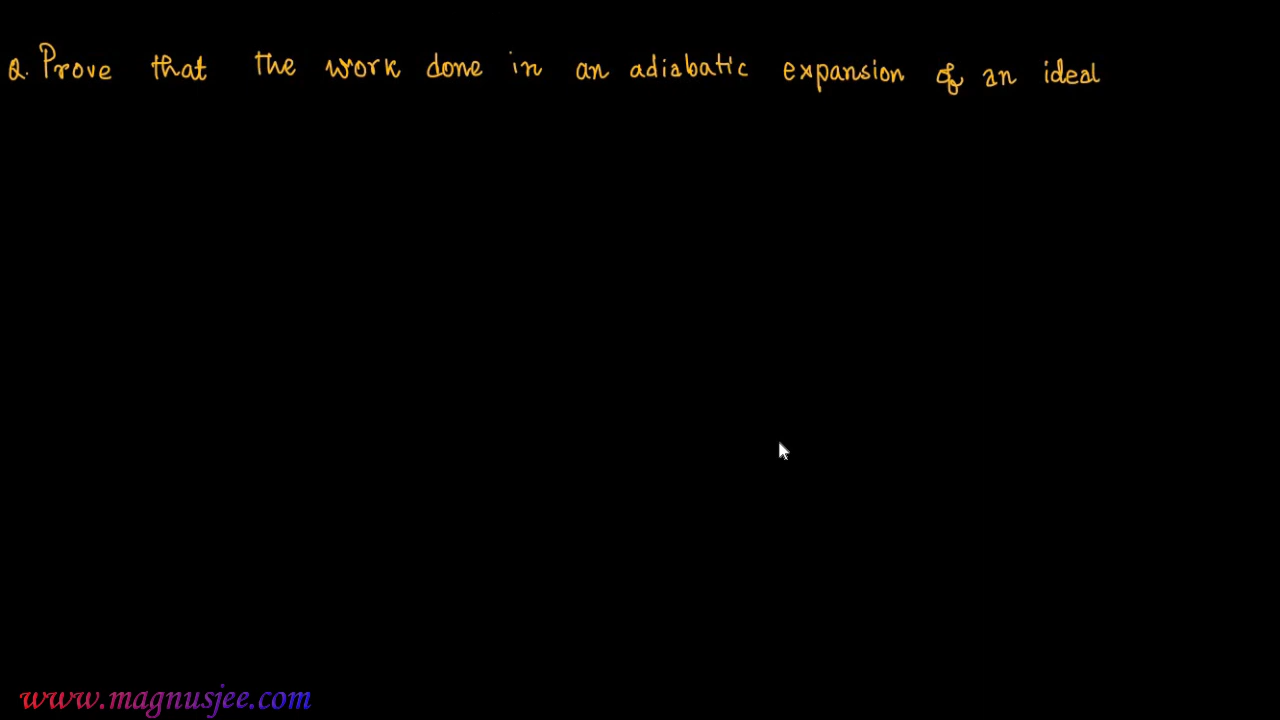 Q. Prove that the work done in an adiabatic expansion of an ideal
www.magnusjee.com